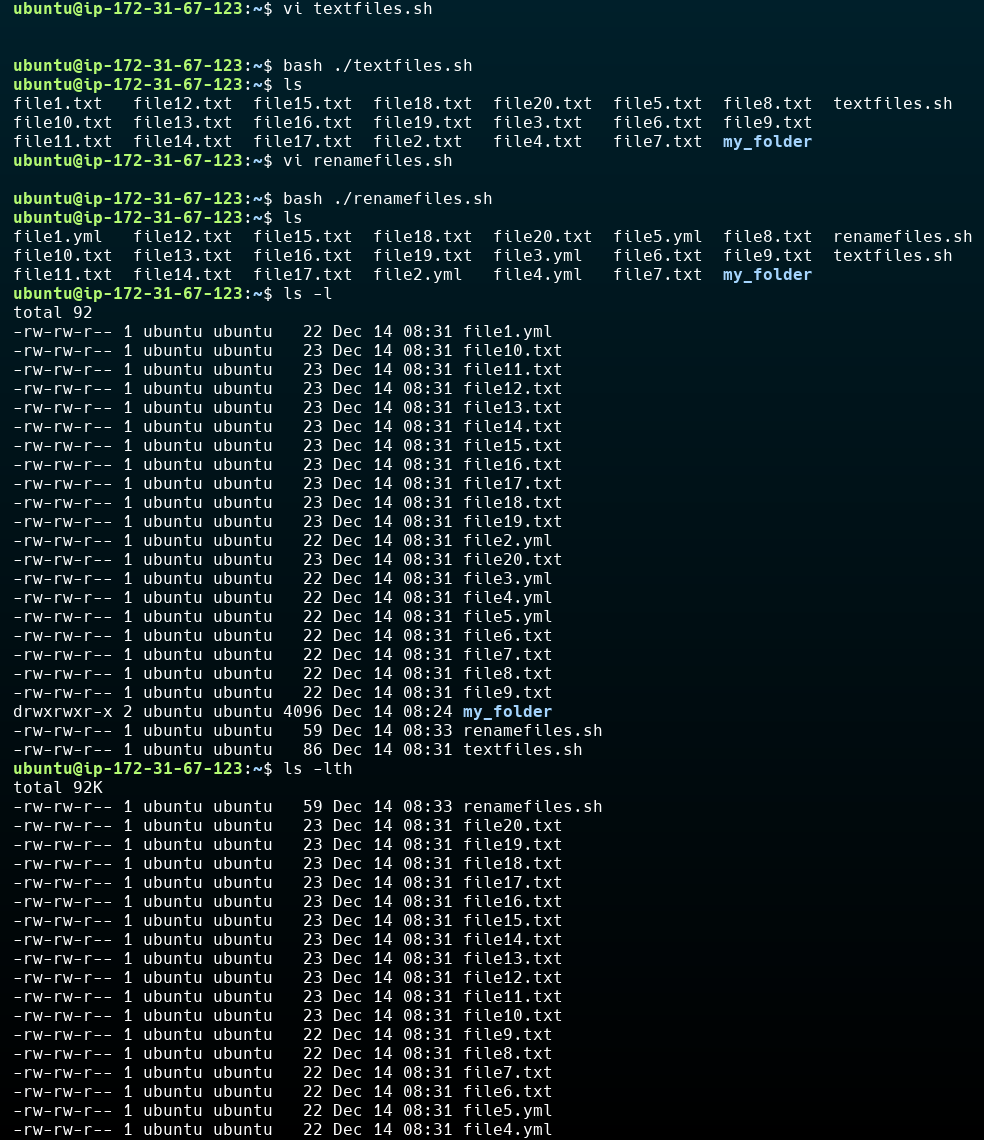 ubuntu@ip-172-31-67-123:~$ vi textfiles.sh
ubuntu@ip-172-31-67-123:~$ bash ./textfiles.sh
ubuntu@ip-172-31-67-123:~$ ls
file1.txt   file12.txt  file15.txt  file18.txt  file20.txt  file5.txt  file8.txt  textfiles.sh
file10.txt  file13.txt  file16.txt  file19.txt  file3.txt   file6.txt  file9.txt
file11.txt  file14.txt  file17.txt  file2.txt   file4.txt   file7.txt  my_folder
ubuntu@ip-172-31-67-123:~$ vi renamefiles.sh
ubuntu@ip-172-31-67-123:~$ bash ./renamefiles.sh
ubuntu@ip-172-31-67-123:~$ ls
file1.yml   file12.txt  file15.txt  file18.txt  file20.txt  file5.yml  file8.txt  renamefiles.sh
file10.txt  file13.txt  file16.txt  file19.txt  file3.yml   file6.txt  file9.txt  textfiles.sh
file11.txt  file14.txt  file17.txt  file2.yml   file4.yml   file7.txt  my_folder
ubuntu@ip-172-31-67-123:~$ ls -l
total 92
-rw-rw-r-- 1 ubuntu ubuntu   22 Dec 14 08:31 file1.yml
-rw-rw-r-- 1 ubuntu ubuntu   23 Dec 14 08:31 file10.txt
-rw-rw-r-- 1 ubuntu ubuntu   23 Dec 14 08:31 file11.txt
-rw-rw-r-- 1 ubuntu ubuntu   23 Dec 14 08:31 file12.txt
-rw-rw-r-- 1 ubuntu ubuntu   23 Dec 14 08:31 file13.txt
-rw-rw-r-- 1 ubuntu ubuntu   23 Dec 14 08:31 file14.txt
-rw-rw-r-- 1 ubuntu ubuntu   23 Dec 14 08:31 file15.txt
-rw-rw-r-- 1 ubuntu ubuntu   23 Dec 14 08:31 file16.txt
-rw-rw-r-- 1 ubuntu ubuntu   23 Dec 14 08:31 file17.txt
-rw-rw-r-- 1 ubuntu ubuntu   23 Dec 14 08:31 file18.txt
-rw-rw-r-- 1 ubuntu ubuntu   23 Dec 14 08:31 file19.txt
-rw-rw-r-- 1 ubuntu ubuntu   22 Dec 14 08:31 file2.yml
-rw-rw-r-- 1 ubuntu ubuntu   23 Dec 14 08:31 file20.txt
-rw-rw-r-- 1 ubuntu ubuntu   22 Dec 14 08:31 file3.yml
-rw-rw-r-- 1 ubuntu ubuntu   22 Dec 14 08:31 file4.yml
-rw-rw-r-- 1 ubuntu ubuntu   22 Dec 14 08:31 file5.yml
-rw-rw-r-- 1 ubuntu ubuntu   22 Dec 14 08:31 file6.txt
-rw-rw-r-- 1 ubuntu ubuntu   22 Dec 14 08:31 file7.txt
-rw-rw-r-- 1 ubuntu ubuntu   22 Dec 14 08:31 file8.txt
-rw-rw-r-- 1 ubuntu ubuntu   22 Dec 14 08:31 file9.txt
drwxrwxr-x 2 ubuntu ubuntu 4096 Dec 14 08:24 my_folder
-rw-rw-r-- 1 ubuntu ubuntu   59 Dec 14 08:33 renamefiles.sh
-rw-rw-r-- 1 ubuntu ubuntu   86 Dec 14 08:31 textfiles.sh
ubuntu@ip-172-31-67-123:~$ ls -lth
total 92K
-rw-rw-r-- 1 ubuntu ubuntu   59 Dec 14 08:33 renamefiles.sh
-rw-rw-r-- 1 ubuntu ubuntu   23 Dec 14 08:31 file20.txt
-rw-rw-r-- 1 ubuntu ubuntu   23 Dec 14 08:31 file19.txt
-rw-rw-r-- 1 ubuntu ubuntu   23 Dec 14 08:31 file18.txt
-rw-rw-r-- 1 ubuntu ubuntu   23 Dec 14 08:31 file17.txt
-rw-rw-r-- 1 ubuntu ubuntu   23 Dec 14 08:31 file16.txt
-rw-rw-r-- 1 ubuntu ubuntu   23 Dec 14 08:31 file15.txt
-rw-rw-r-- 1 ubuntu ubuntu   23 Dec 14 08:31 file14.txt
-rw-rw-r-- 1 ubuntu ubuntu   23 Dec 14 08:31 file13.txt
-rw-rw-r-- 1 ubuntu ubuntu   23 Dec 14 08:31 file12.txt
-rw-rw-r-- 1 ubuntu ubuntu   23 Dec 14 08:31 file11.txt
-rw-rw-r-- 1 ubuntu ubuntu   23 Dec 14 08:31 file10.txt
-rw-rw-r-- 1 ubuntu ubuntu   22 Dec 14 08:31 file9.txt
-rw-rw-r-- 1 ubuntu ubuntu   22 Dec 14 08:31 file8.txt
-rw-rw-r-- 1 ubuntu ubuntu   22 Dec 14 08:31 file7.txt
-rw-rw-r-- 1 ubuntu ubuntu   22 Dec 14 08:31 file6.txt
-rw-rw-r-- 1 ubuntu ubuntu   22 Dec 14 08:31 file5.yml
-rw-rw-r-- 1 ubuntu ubuntu   22 Dec 14 08:31 file4.yml